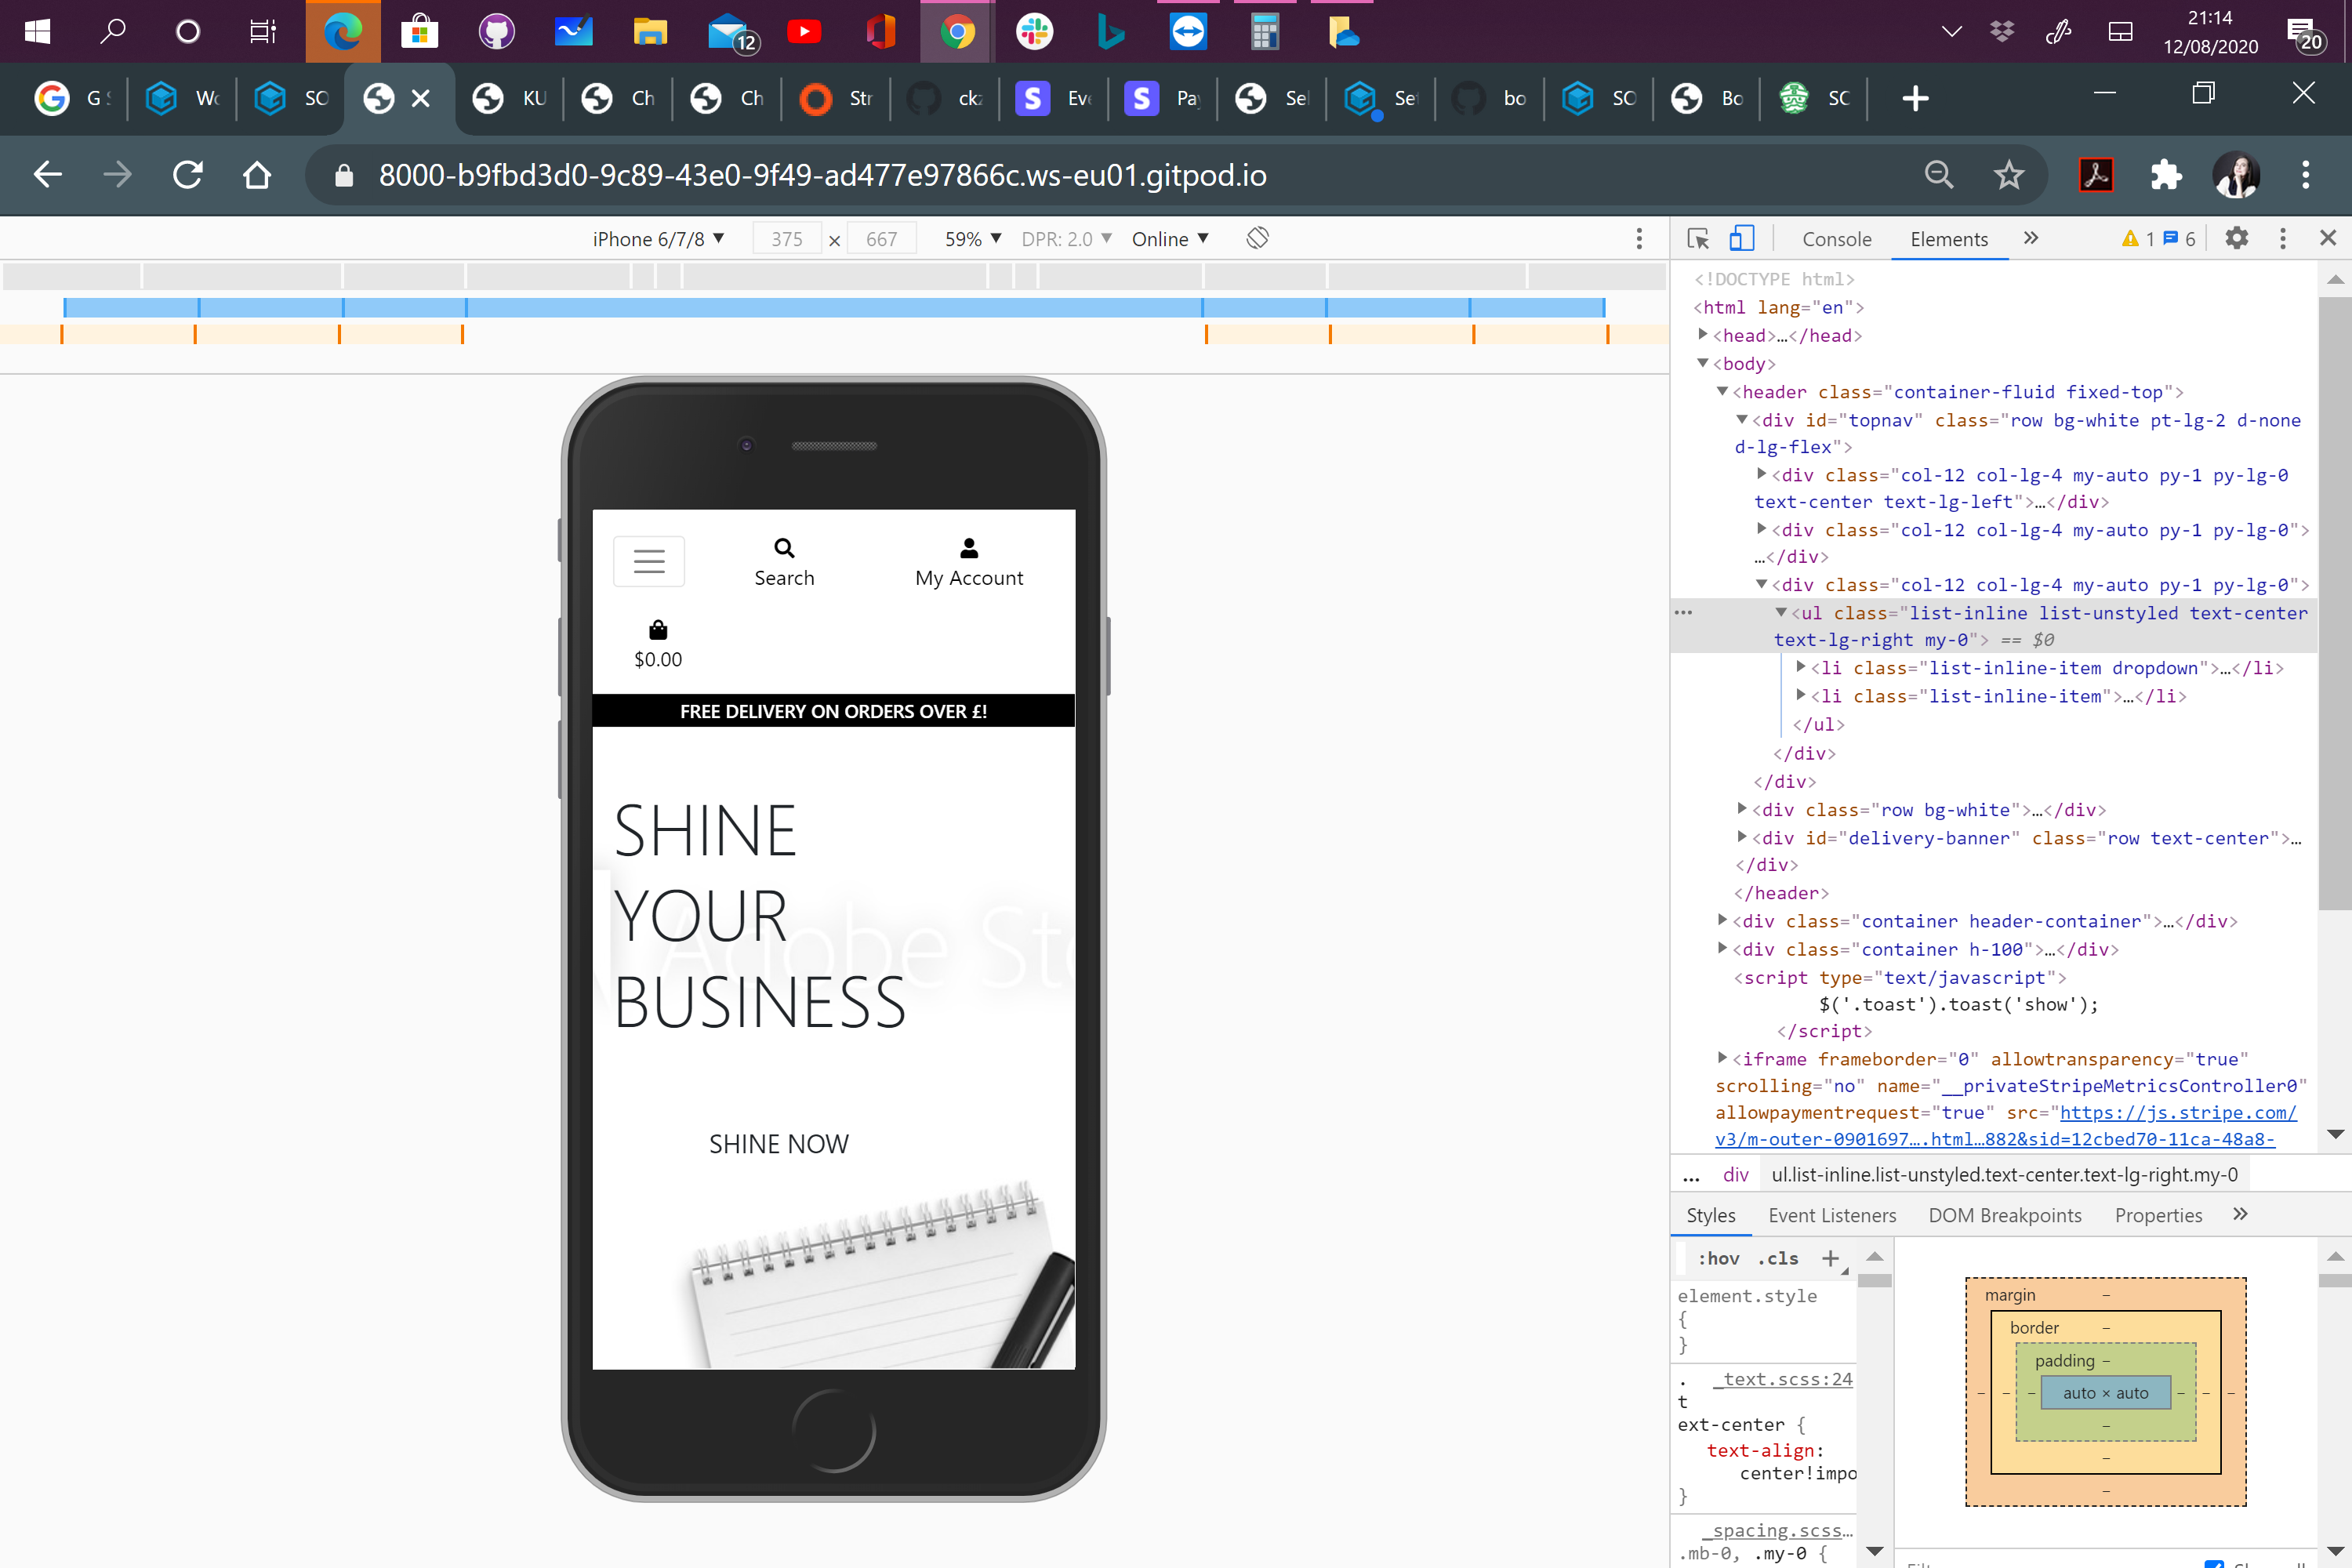 12
21:14
12/08/2020
20
G S
Wo
SO
KU
Ch
Ch
Str
ckz
Eve
Pay
Sel
Set
bo
SO
Bo
SC
8000-b9fbd3d0-9c89-43e0-9f49-ad477e97866c.ws-eu01.gitpod.io
iPhone 6/7/8 ▼ 375 × 667 59% ▼ DPR: 2.0 ▼ Online ▼
Search
My Account
$0.00
FREE DELIVERY ON ORDERS OVER £!
SHINE
YOUR
BUSINESS
Adobe Sto
SHINE NOW
Console Elements » 1 6
<!DOCTYPE html>
<html lang="en">
<head>…</head>
<body>
<header class="container-fluid fixed-top">
<div id="topnav" class="row bg-white pt-lg-2 d-none
d-lg-flex">
<div class="col-12 col-lg-4 my-auto py-1 py-lg-0
text-center text-lg-left">…</div>
<div class="col-12 col-lg-4 my-auto py-1 py-lg-0">
…</div>
<div class="col-12 col-lg-4 my-auto py-1 py-lg-0">
<ul class="list-inline list-unstyled text-center
text-lg-right my-0"> == $0
<li class="list-inline-item dropdown">…</li>
<li class="list-inline-item">…</li>
</ul>
</div>
</div>
<div class="row bg-white">…</div>
<div id="delivery-banner" class="row text-center">…
</div>
</header>
<div class="container header-container">…</div>
<div class="container h-100">…</div>
<script type="text/javascript">
$('.toast').toast('show');
</script>
<iframe frameborder="0" allowtransparency="true"
scrolling="no" name="__privateStripeMetricsController0"
allowpaymentrequest="true" src="https://js.stripe.com/
v3/m-outer-0901697….html…882&sid=12cbed70-11ca-48a8-
... div ul.list-inline.list-unstyled.text-center.text-lg-right.my-0
Styles Event Listeners DOM Breakpoints Properties »
:hov .cls +
element.style
{
}
. _text.scss:24
t
ext-center {
text-align:
center!impo
}
_spacing.scss…
.mb-0, .my-0 {
margin –
border –
padding –
– – – auto × auto – – –
–
–
–